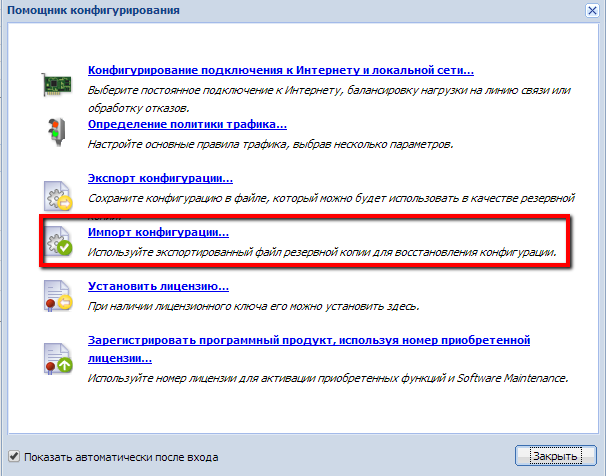 Помощник конфигурирования
Конфигурирование подключения к Интернету и локальной сети...
Выберите постоянное подключение к Интернету, балансировку нагрузки на линию связи или
обработку отказов.
Определение политики трафика...
Настройте основные правила трафика, выбрав несколько параметров.
Экспорт конфигурации...
Сохраните конфигурацию в файле, который можно будет использовать в качестве резервной
Импорт конфигурации...
Используйте экспортированный файл резервной копии для восстановления конфигурации.
Установить лицензию...
При наличии лицензионного ключа его можно установить здесь.
Зарегистрировать программный продукт, используя номер приобретенной
лицензии...
Используйте номер лицензии для активации приобретенных функций и Software Maintenance.
Показать автоматически после входа
Закрыть